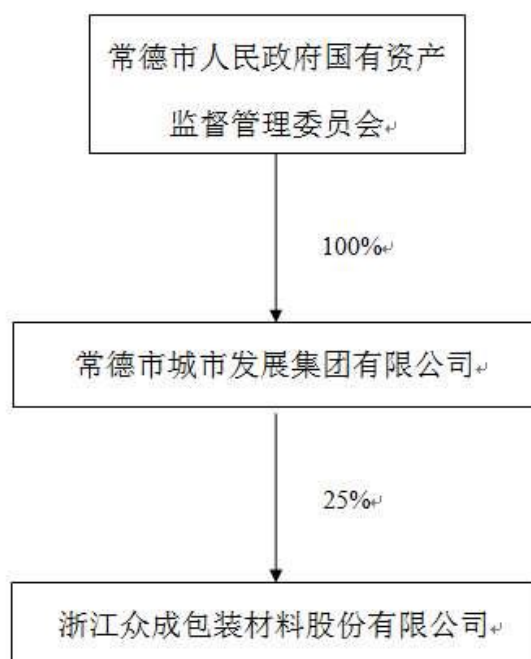 常德市人民政府国有资产
监督管理委员会
100%
常德市城市发展集团有限公司
25%
浙江众成包装材料股份有限公司